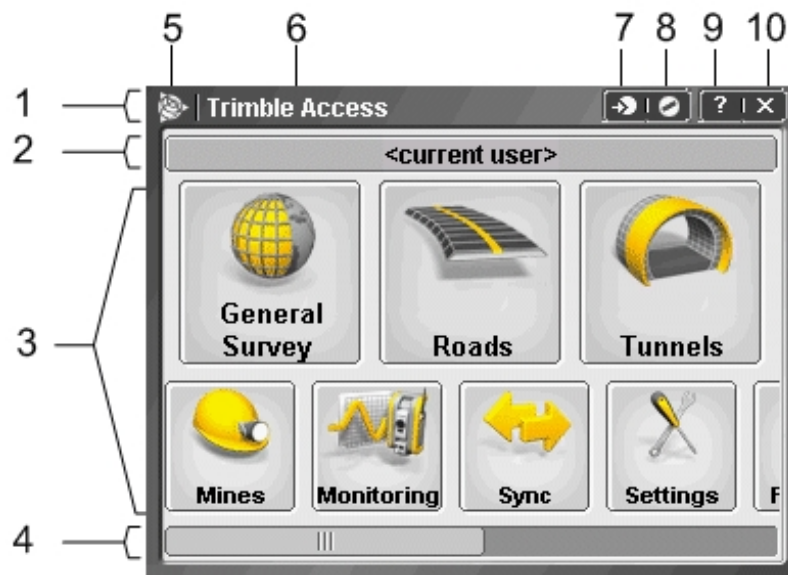 5 6 7 8 9 10
1 Trimble Access ? X
2 <current user>
3
General
Survey Roads Tunnels
Mines Monitoring Sync Settings F
4